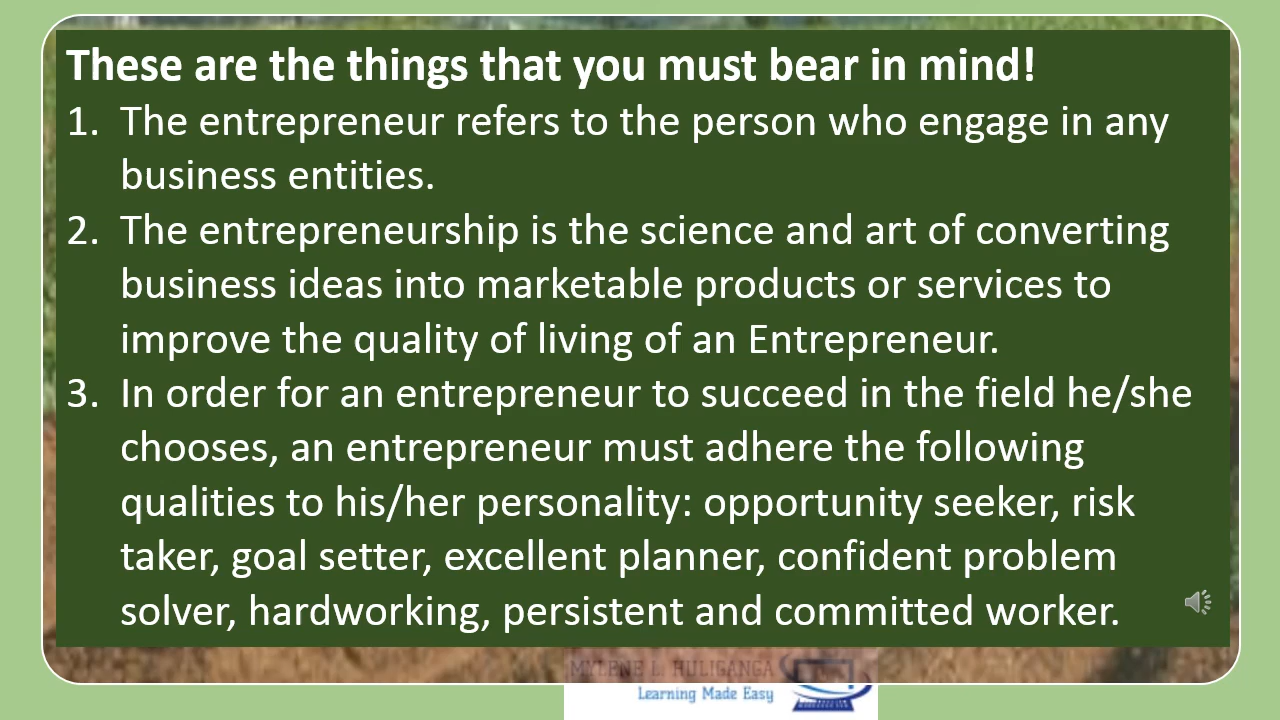 These are the things that you must bear in mind!
1. The entrepreneur refers to the person who engage in any
business entities.
2. The entrepreneurship is the science and art of converting
business ideas into marketable products or services to
improve the quality of living of an Entrepreneur.
3. In order for an entrepreneur to succeed in the field he/she
chooses, an entrepreneur must adhere the following
qualities to his/her personality: opportunity seeker, risk
taker, goal setter, excellent planner, confident problem
solver, hardworking, persistent and committed worker.
MYLENE L. HULIGANGA
Learning Made Easy